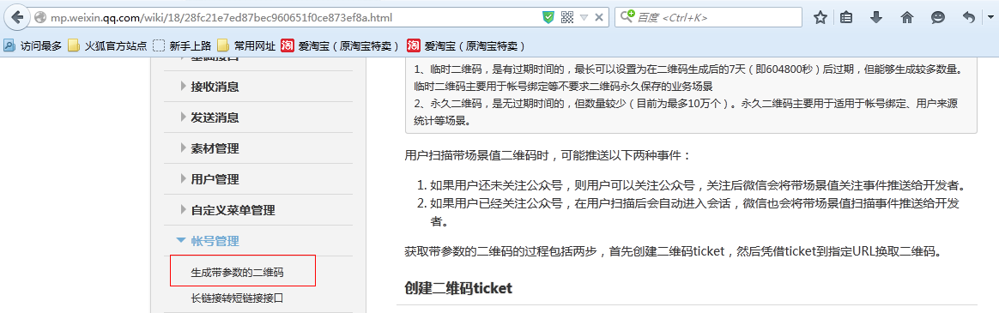 mp.weixin.qq.com/wiki/18/28fc21e7ed87bec960651f0ce873ef8a.html
百度 <Ctrl+K>
访问最多 火狐官方站点 新手上路 常用网址 淘 爱淘宝（原淘宝特卖） 淘 爱淘宝（原淘宝特卖）
基础接口
接收消息
发送消息
素材管理
用户管理
自定义菜单管理
帐号管理
生成带参数的二维码
长链接转短链接接口
1、临时二维码，是有过期时间的，最长可以设置为在二维码生成后的7天（即604800秒）后过期，但能够生成较多数量。
临时二维码主要用于帐号绑定等不要求二维码永久保存的业务场景
2、永久二维码，是无过期时间的，但数量较少（目前为最多10万个）。永久二维码主要用于适用于帐号绑定、用户来源
统计等场景。
用户扫描带场景值二维码时，可能推送以下两种事件：
1. 如果用户还未关注公众号，则用户可以关注公众号，关注后微信会将带场景值关注事件推送给开发者。
2. 如果用户已经关注公众号，在用户扫描后会自动进入会话，微信也会将带场景值扫描事件推送给开发
者。
获取带参数的二维码的过程包括两步，首先创建二维码ticket，然后凭借ticket到指定URL换取二维码。
创建二维码ticket